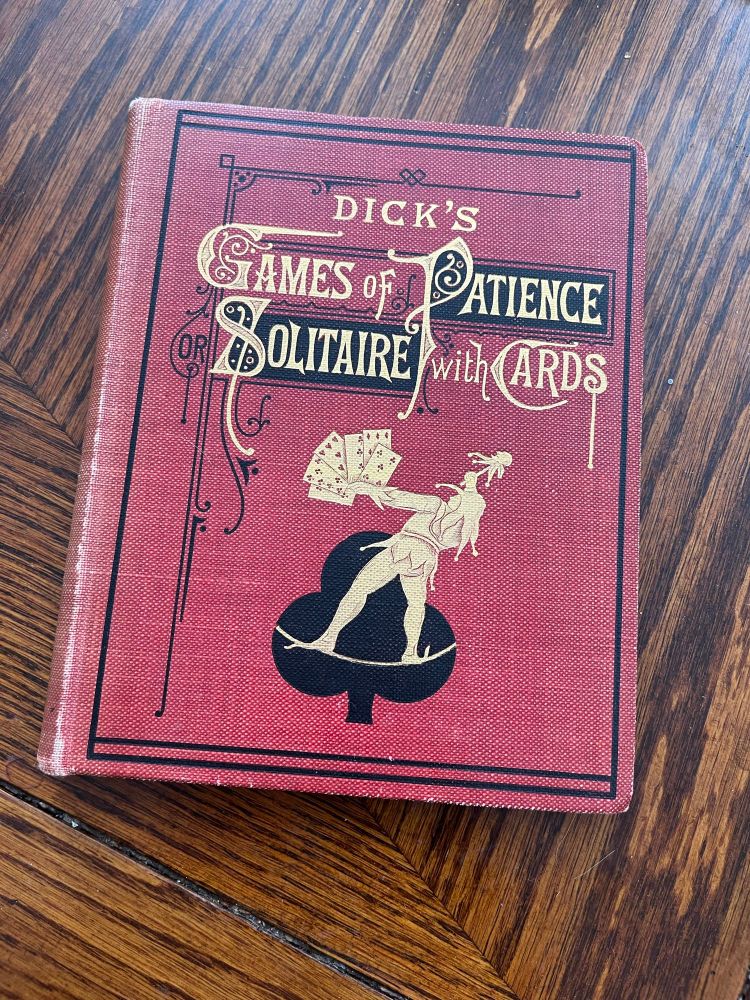 DICK'S
GAMES OF PATIENCE
OR SOLITAIRE with CARDS